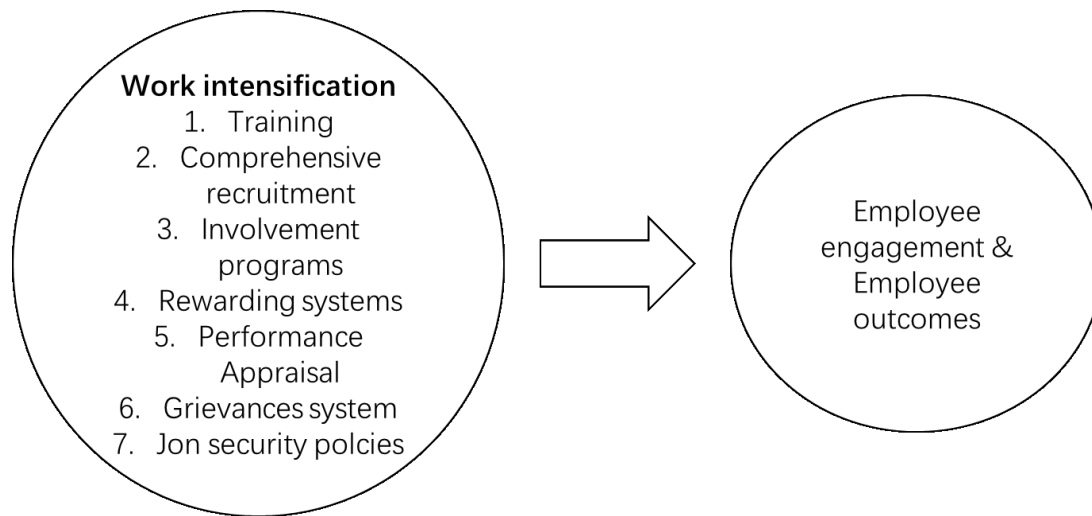 Work intensification
1. Training
2. Comprehensive
recruitment
3. Involvement
programs
4. Rewarding systems
5. Performance
Appraisal
6. Grievances system
7. Jon security polcies
Employee
engagement &
Employee
outcomes